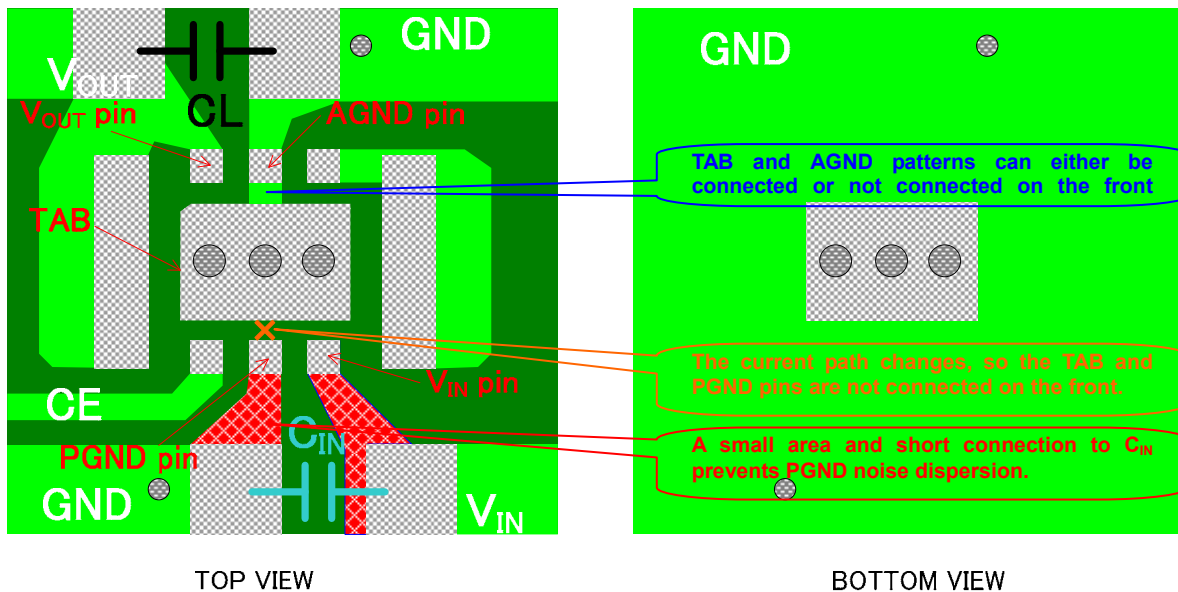 GND
GND
VOUT
CL
VOUT pin
AGND pin
TAB and AGND patterns can either be
connected or not connected on the front
TAB
The current path changes, so the TAB and
PGND pins are not connected on the front.
VIN pin
CE
CIN
PGND pin
A small area and short connection to CIN
prevents PGND noise dispersion.
GND
VIN
TOP VIEW
BOTTOM VIEW